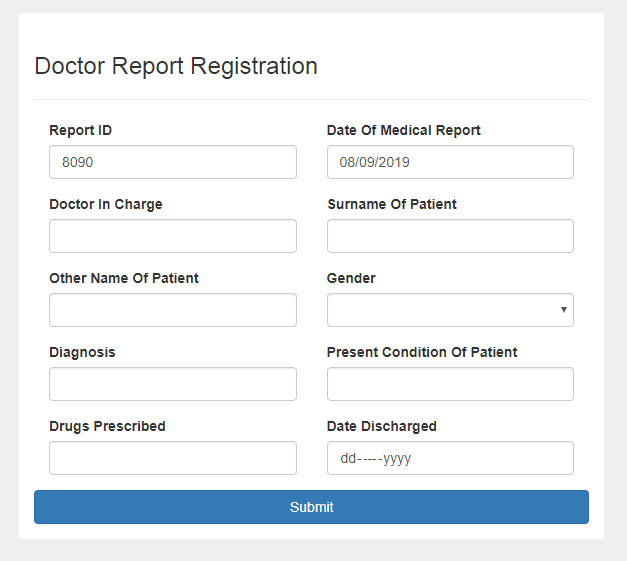 Doctor Report Registration
Report ID
Date Of Medical Report
8090
08/09/2019
Doctor In Charge
Surname Of Patient
Other Name Of Patient
Gender
Diagnosis
Present Condition Of Patient
Drugs Prescribed
Date Discharged
dd-----yyyy
Submit